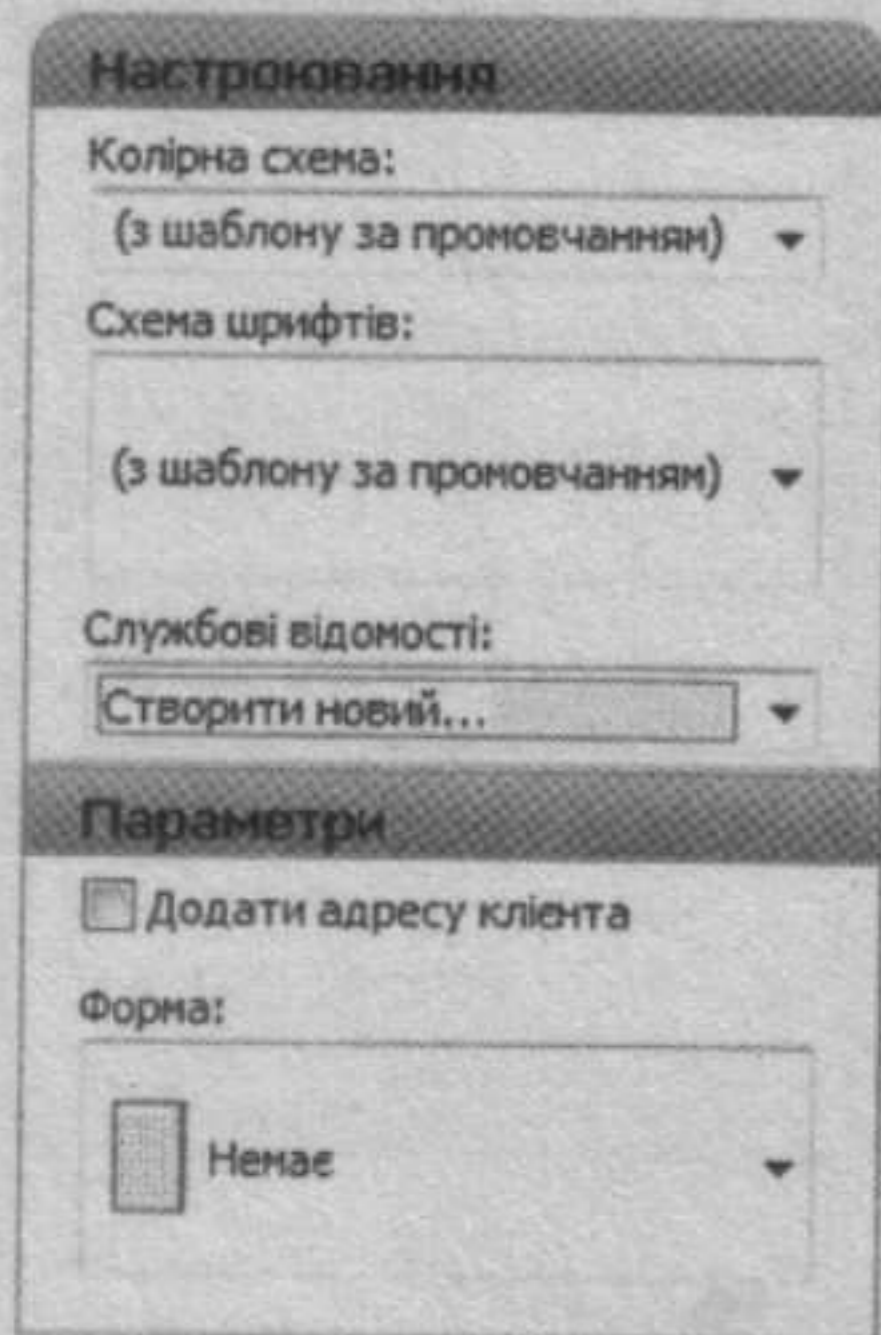 Настроювання
Колірна схема:
(з шаблону за промовчанням)
Схема шрифтів:
(з шаблону за промовчанням)
Службові відомості:
Створити новий...
Параметри
Додати адресу клієнта
Форма:
Немає